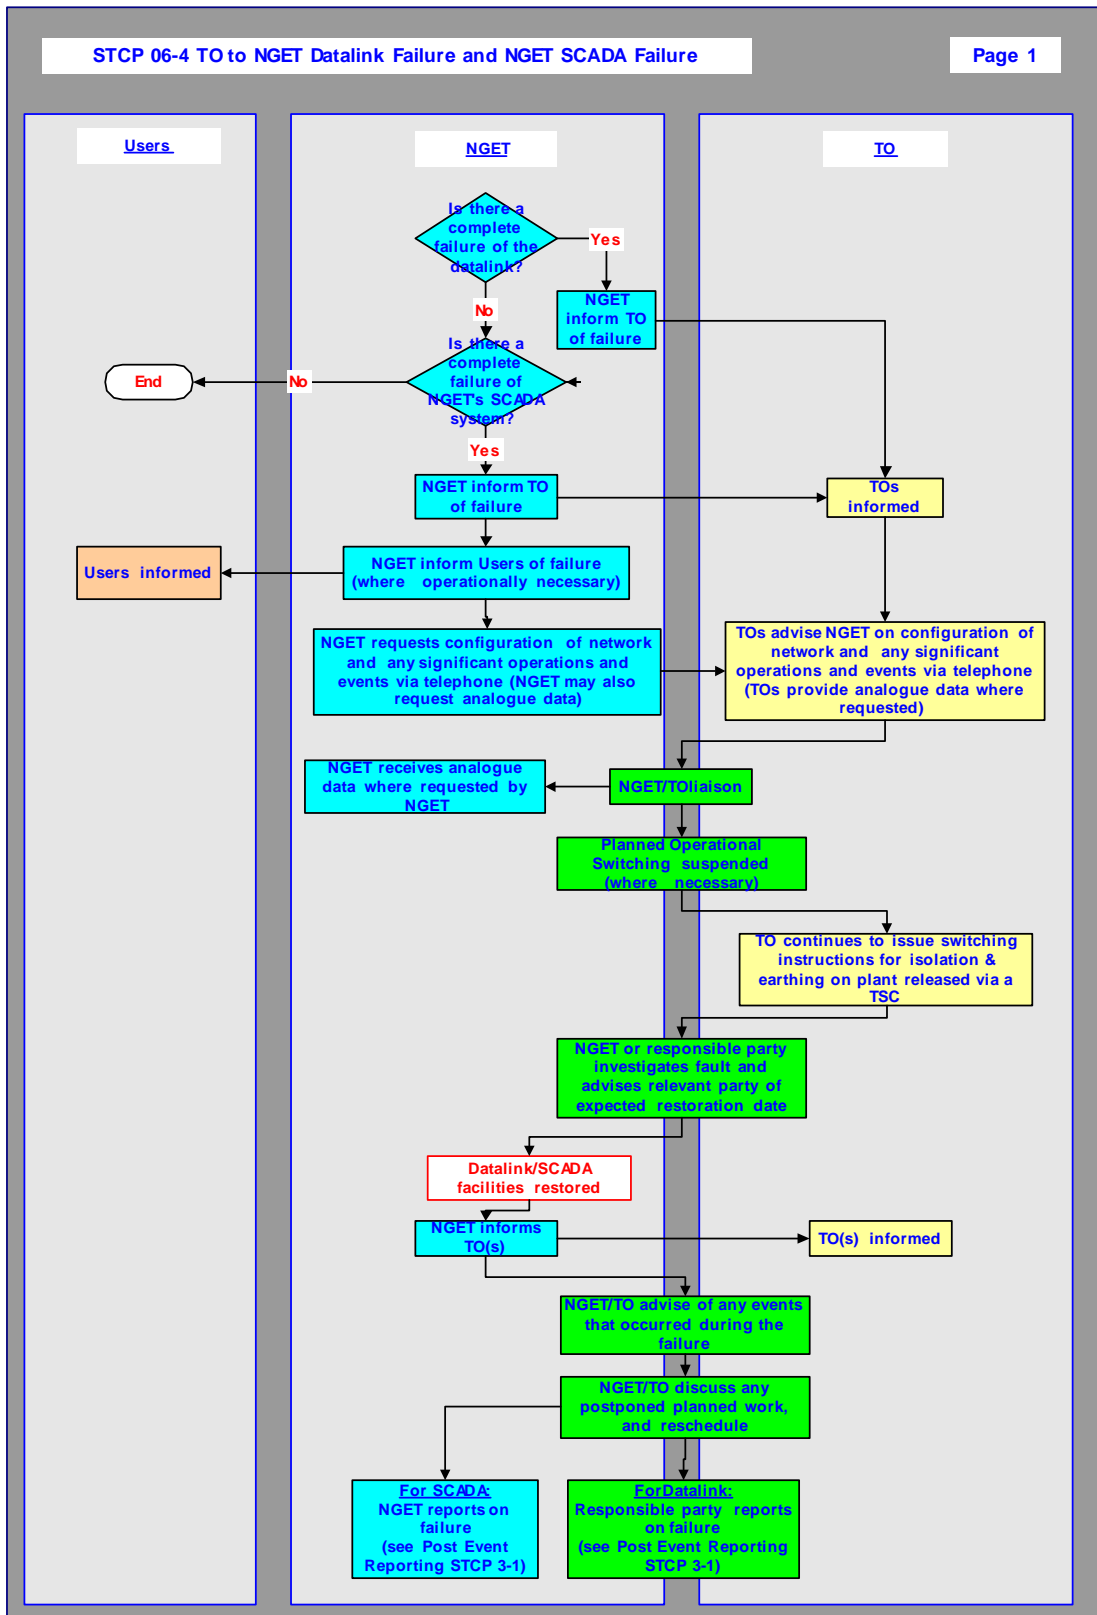 STCP 06-4 TO to NGET Datalink Failure and NGET SCADA Failure
Page 1
Users
NGET
TO
Is there a
complete
failure of the
datalink?
Yes
NGET
inform TO
of failure
No
Is there a
complete
failure of
NGET's SCADA
system?
No
End
Yes
NGET inform TO
of failure
TOs
informed
NGET inform Users of failure
(where operationally necessary)
Users informed
NGET requests configuration of network
and any significant operations and
events via telephone (NGET may also
request analogue data)
TOs advise NGET on configuration of
network and any significant
operations and events via telephone
(TOs provide analogue data where
requested)
NGET receives analogue
data where requested by
NGET
NGET/TOliaison
Planned Operational
Switching suspended
(where necessary)
TO continues to issue switching
instructions for isolation &
earthing on plant released via a
TSC
NGET or responsible party
investigates fault and
advises relevant party of
expected restoration date
Datalink/SCADA
facilities restored
NGET informs
TO(s)
TO(s) informed
NGET/TO advise of any events
that occurred during the
failure
NGET/TO discuss any
postponed planned work,
and reschedule
For SCADA:
NGET reports on
failure
(see Post Event
Reporting STCP 3-1)
ForDatalink:
Responsible party reports
on failure
(see Post Event Reporting
STCP 3-1)